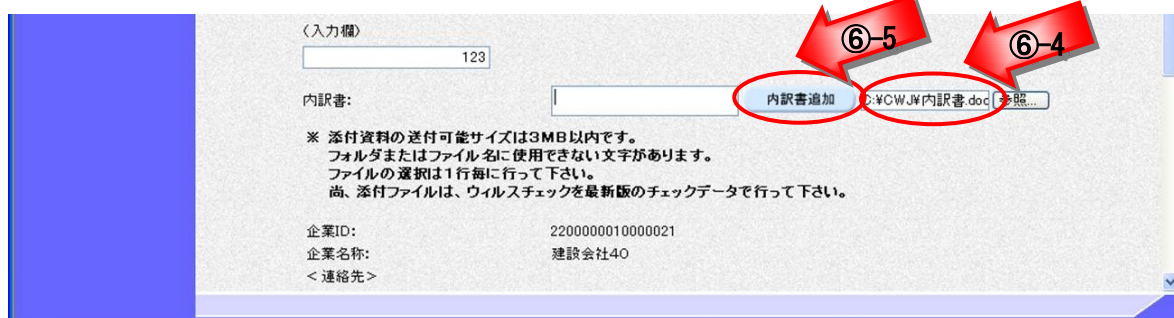 〈入力欄〉
123
⑥-5
⑥-4
内訳書:
内訳書追加
C:¥CWJ¥内訳書.doc
参照...
※ 添付資料の送付可能サイズは3MB以内です。
フォルダまたはファイル名に使用できない文字があります。
ファイルの選択は1行毎に行って下さい。
尚、添付ファイルは、ウィルスチェックを最新版のチェックデータで行って下さい。
企業ID: 2200000010000021
企業名称: 建設会社40
<連絡先>